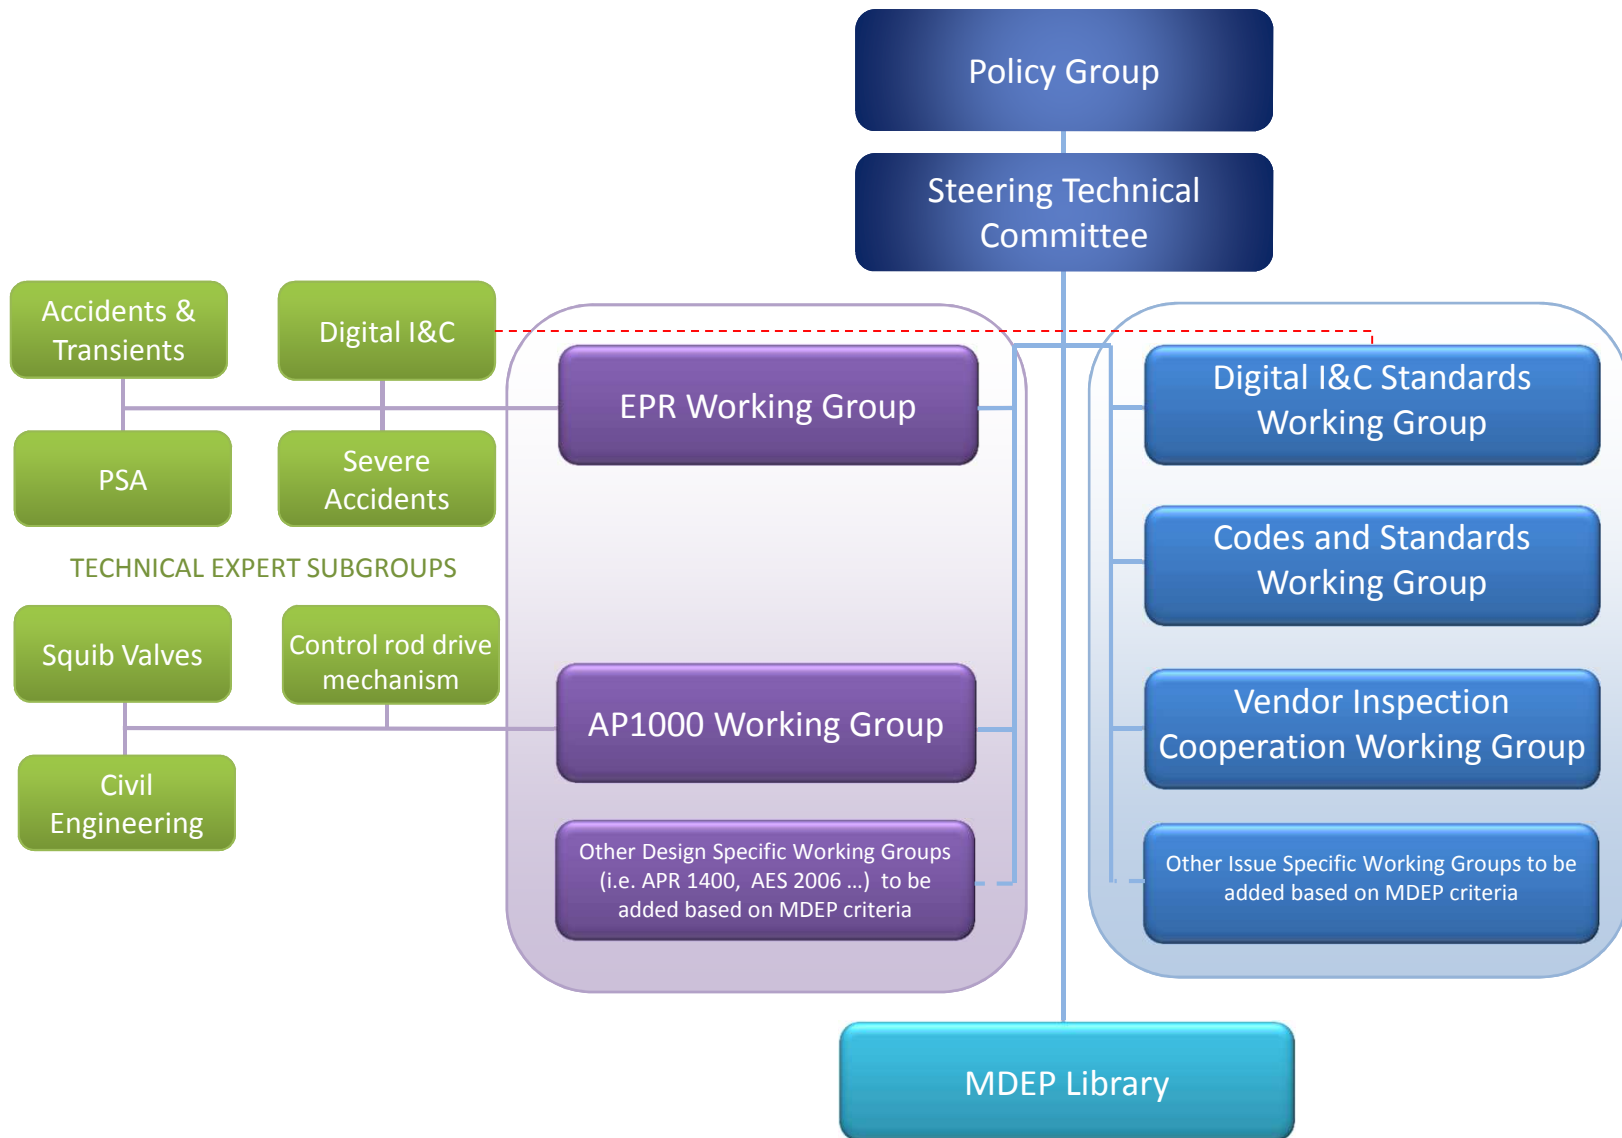 Policy Group
Steering Technical
Committee
Accidents &
Transients
Digital I&C
PSA
Severe
Accidents
TECHNICAL EXPERT SUBGROUPS
Squib Valves
Control rod drive
mechanism
Civil
Engineering
EPR Working Group
AP1000 Working Group
Other Design Specific Working Groups
(i.e. APR 1400, AES 2006 ...) to be
added based on MDEP criteria
Digital I&C Standards
Working Group
Codes and Standards
Working Group
Vendor Inspection
Cooperation Working Group
Other Issue Specific Working Groups to be
added based on MDEP criteria
MDEP Library